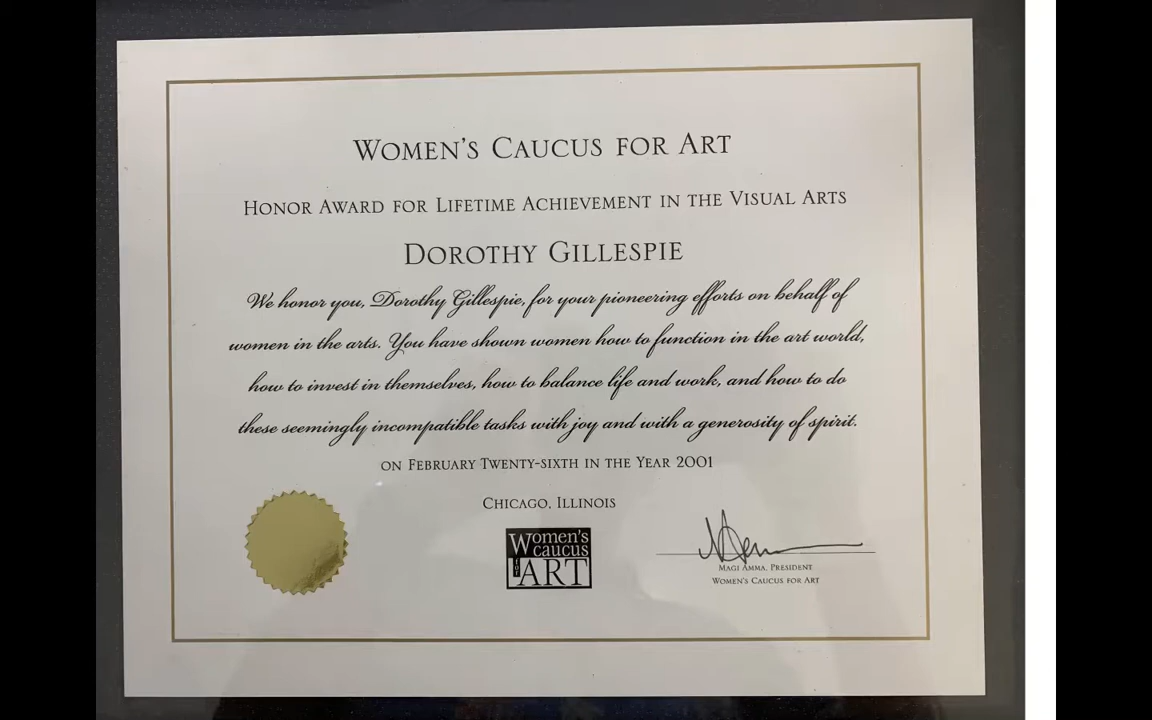 WOMEN'S CAUCUS FOR ART
HONOR AWARD FOR LIFETIME ACHIEVEMENT IN THE VISUAL ARTS
DOROTHY GILLESPIE
We honor you, Dorothy Gillespie, for your pioneering efforts on behalf of
women in the arts. You have shown women how to function in the art world,
how to invest in themselves, how to balance life and work, and how to do
these seemingly incompatible tasks with joy and with a generosity of spirit.
ON FEBRUARY TWENTY-SIXTH IN THE YEAR 2001
CHICAGO, ILLINOIS
Women's
caucus
for ART
MAGI AMMA, PRESIDENT
WOMEN'S CAUCUS FOR ART